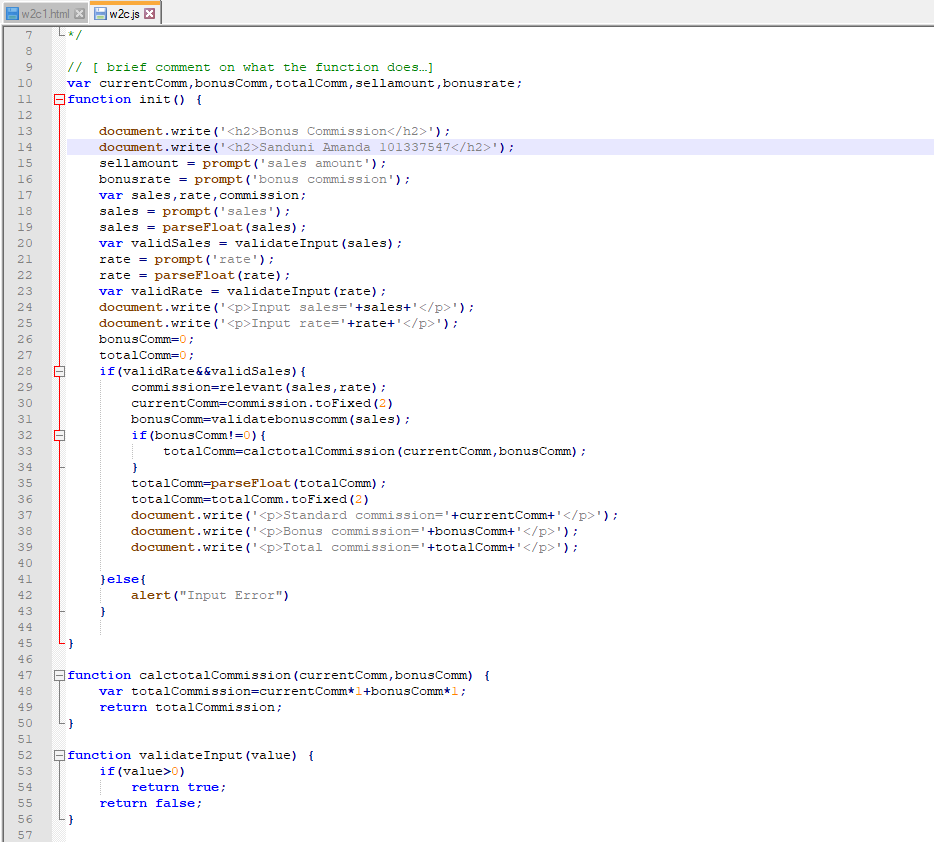 w2c1.html w2c.js
7 */
8
9 // [ brief comment on what the function does…]
10 var currentComm,bonusComm,totalComm,sellamount,bonusrate;
11 function init() {
12
13 document.write('<h2>Bonus Commission</h2>');
14 document.write('<h2>Sanduni Amanda 101337547</h2>');
15 sellamount = prompt('sales amount');
16 bonusrate = prompt('bonus commission');
17 var sales,rate,commission;
18 sales = prompt('sales');
19 sales = parseFloat(sales);
20 var validSales = validateInput(sales);
21 rate = prompt('rate');
22 rate = parseFloat(rate);
23 var validRate = validateInput(rate);
24 document.write('<p>Input sales='+sales+'</p>');
25 document.write('<p>Input rate='+rate+'</p>');
26 bonusComm=0;
27 totalComm=0;
28 if(validRate&&validSales){
29 commission=relevant(sales,rate);
30 currentComm=commission.toFixed(2)
31 bonusComm=validatebonuscomm(sales);
32 if(bonusComm!=0){
33 totalComm=calctotalCommission(currentComm,bonusComm);
34 }
35 totalComm=parseFloat(totalComm);
36 totalComm=totalComm.toFixed(2)
37 document.write('<p>Standard commission='+currentComm+'</p>');
38 document.write('<p>Bonus commission='+bonusComm+'</p>');
39 document.write('<p>Total commission='+totalComm+'</p>');
40
41 }else{
42 alert("Input Error")
43 }
44
45 }
46
47 function calctotalCommission(currentComm,bonusComm) {
48 var totalCommission=currentComm*1+bonusComm*1;
49 return totalCommission;
50 }
51
52 function validateInput(value) {
53 if(value>0)
54 return true;
55 return false;
56 }
57